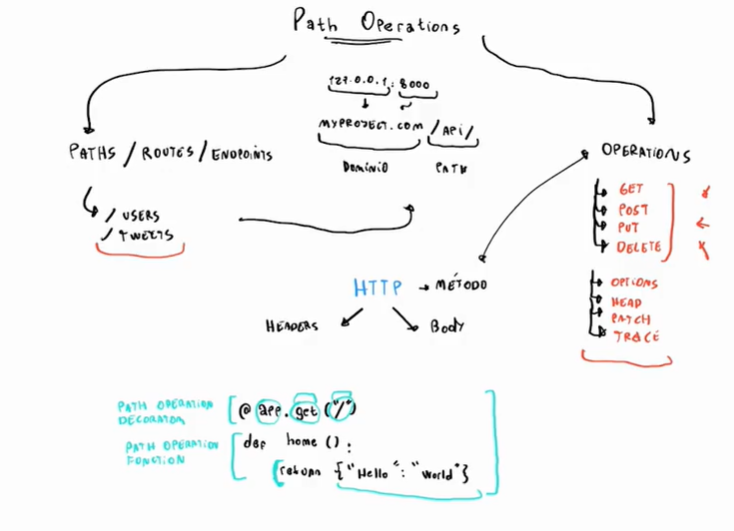 Path Operations
127.0.0.1 : 8000
MYPROJECT.COM /API/
DOMINIO PATH
PATHS / ROUTES / ENDPOINTS
/ USERS
/ TWEETS
OPERATIONS
GET
POST
PUT
DELETE
OPTIONS
HEAD
PATCH
TRACE
HTTP → MÉTODO
HEADERS Body
PATH OPERATION
DECORATOR
@ app. get ("/")
PATH OPERATION
FUNCTION
def home () :
return {"Hello" : "World"}